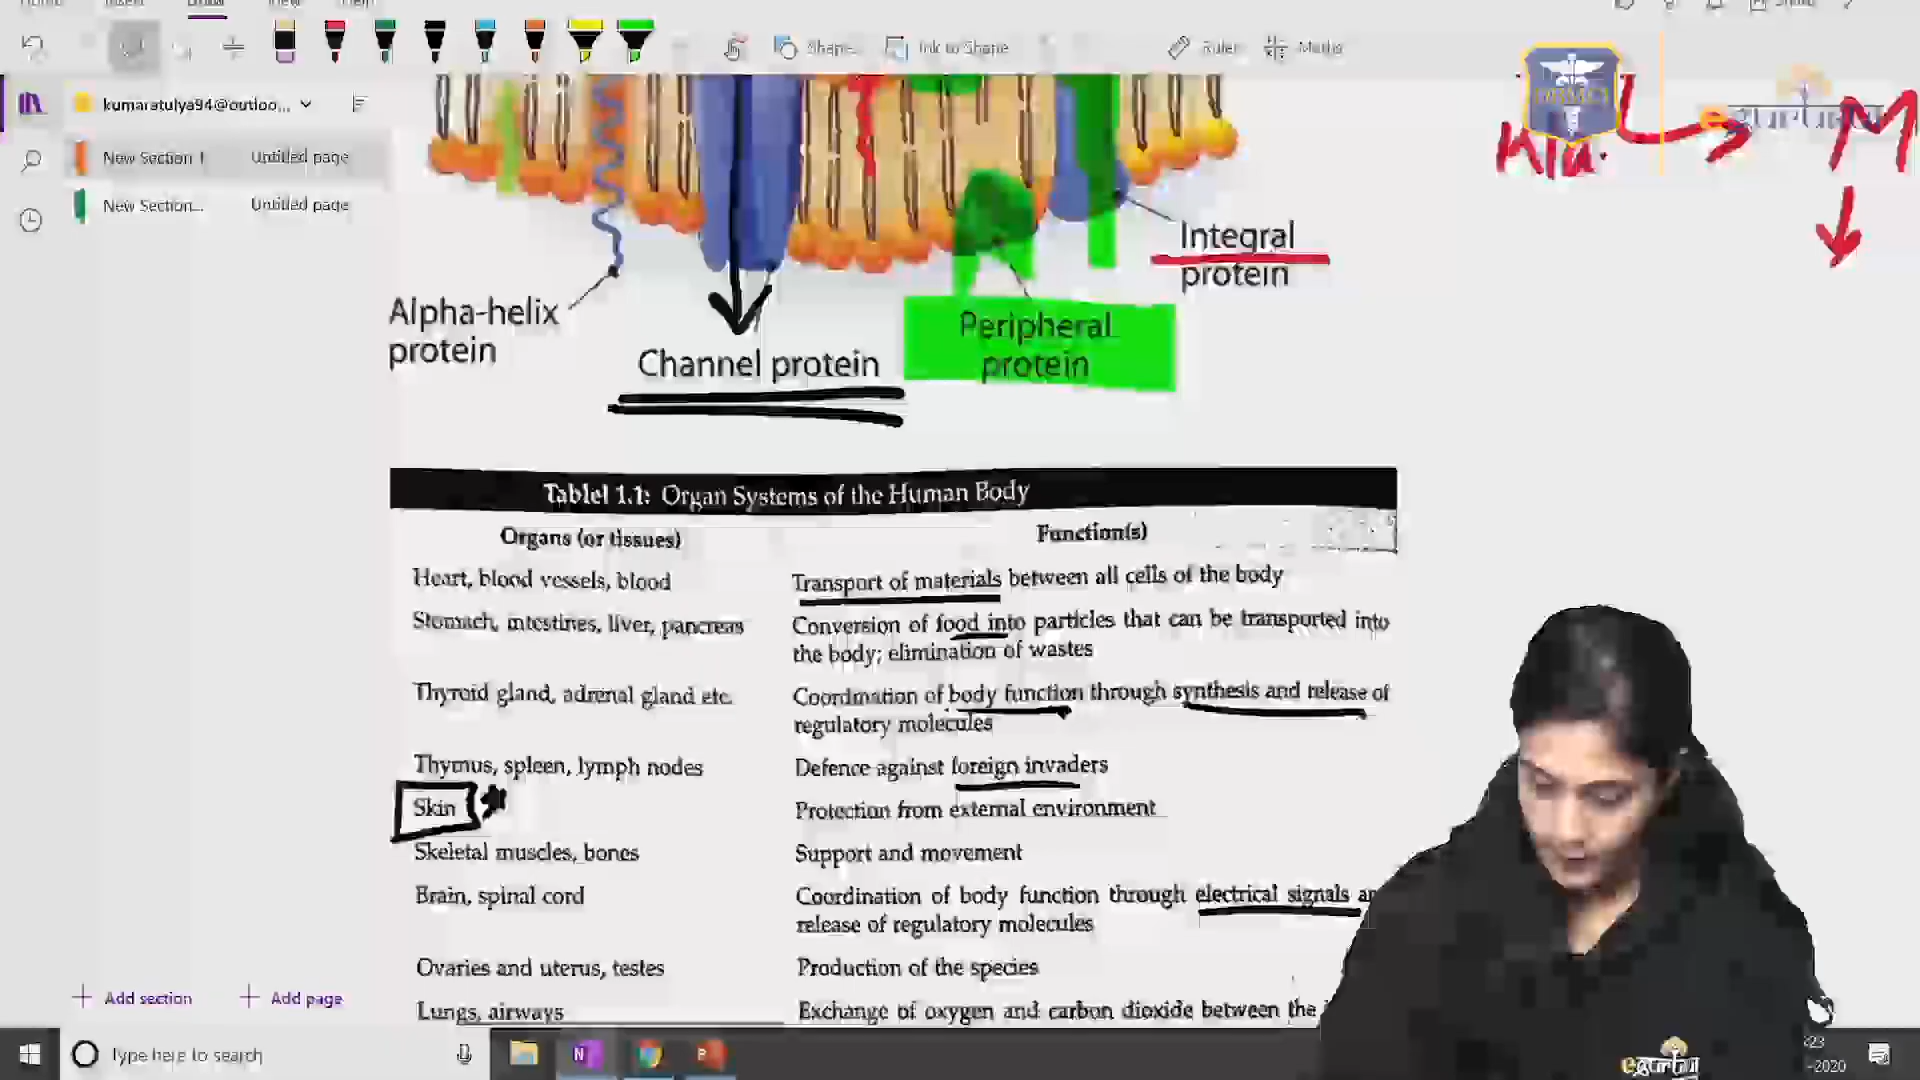 Insert
Draw
View
Help
Share
Shapes
Ink to Shape
Ruler
Maths
kumaratulya94@outloo...
New Section 1
Untitled page
New Section...
Untitled page
M
Integral
protein
Alpha-helix
protein
Channel protein
Peripheral
protein
Tablel 1.1: Organ Systems of the Human Body
Organs (or tissues) Function(s)
Heart, blood vessels, blood Transport of materials between all cells of the body
Stomach, intestines, liver, pancreas Conversion of food into particles that can be transported into
the body; elimination of wastes
Thyroid gland, adrenal gland etc. Coordination of body function through synthesis and release of
regulatory molecules
Thymus, spleen, lymph nodes Defence against foreign invaders
Skin Protection from external environment
Skeletal muscles, bones Support and movement
Brain, spinal cord Coordination of body function through electrical signals
release of regulatory molecules
Ovaries and uterus, testes Production of the species
Lungs, airways Exchange of oxygen and carbon dioxide between the
Add section
Add page
Type here to search
-2020